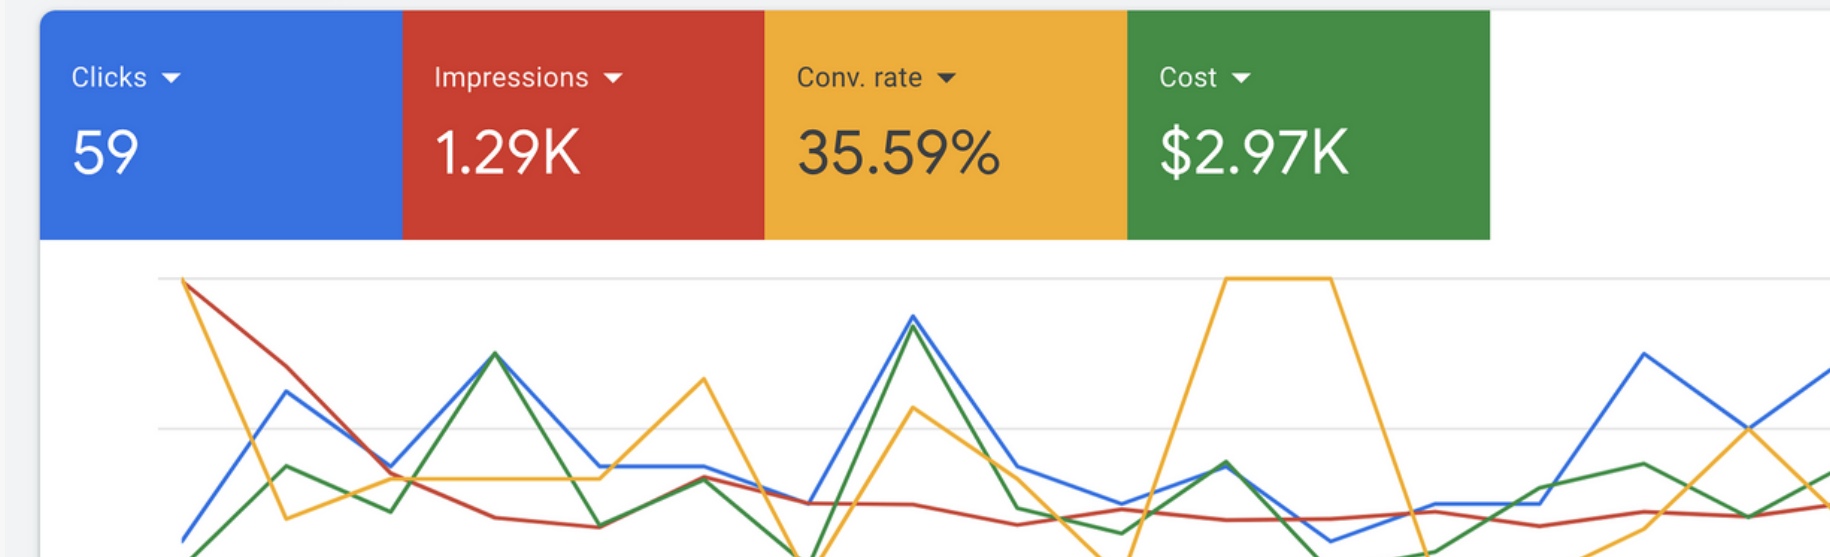 Clicks Impressions Conv. rate Cost
59 1.29K 35.59% $2.97K